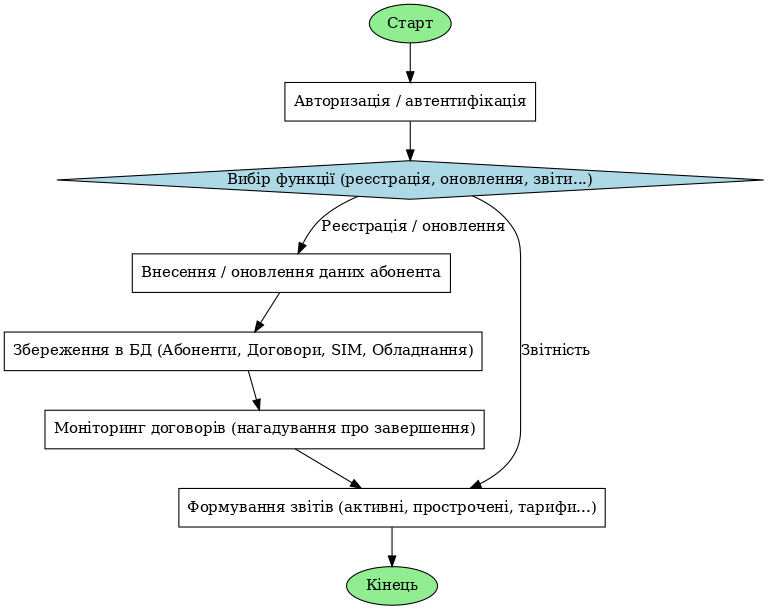 Старт
Авторизація / автентифікація
Вибір функції (реєстрація, оновлення, звіти...)
Реєстрація / оновлення
Внесення / оновлення даних абонента
Збереження в БД (Абоненти, Договори, SIM, Обладнання)
Звітність
Моніторинг договорів (нагадування про завершення)
Формування звітів (активні, прострочені, тарифи...)
Кінець